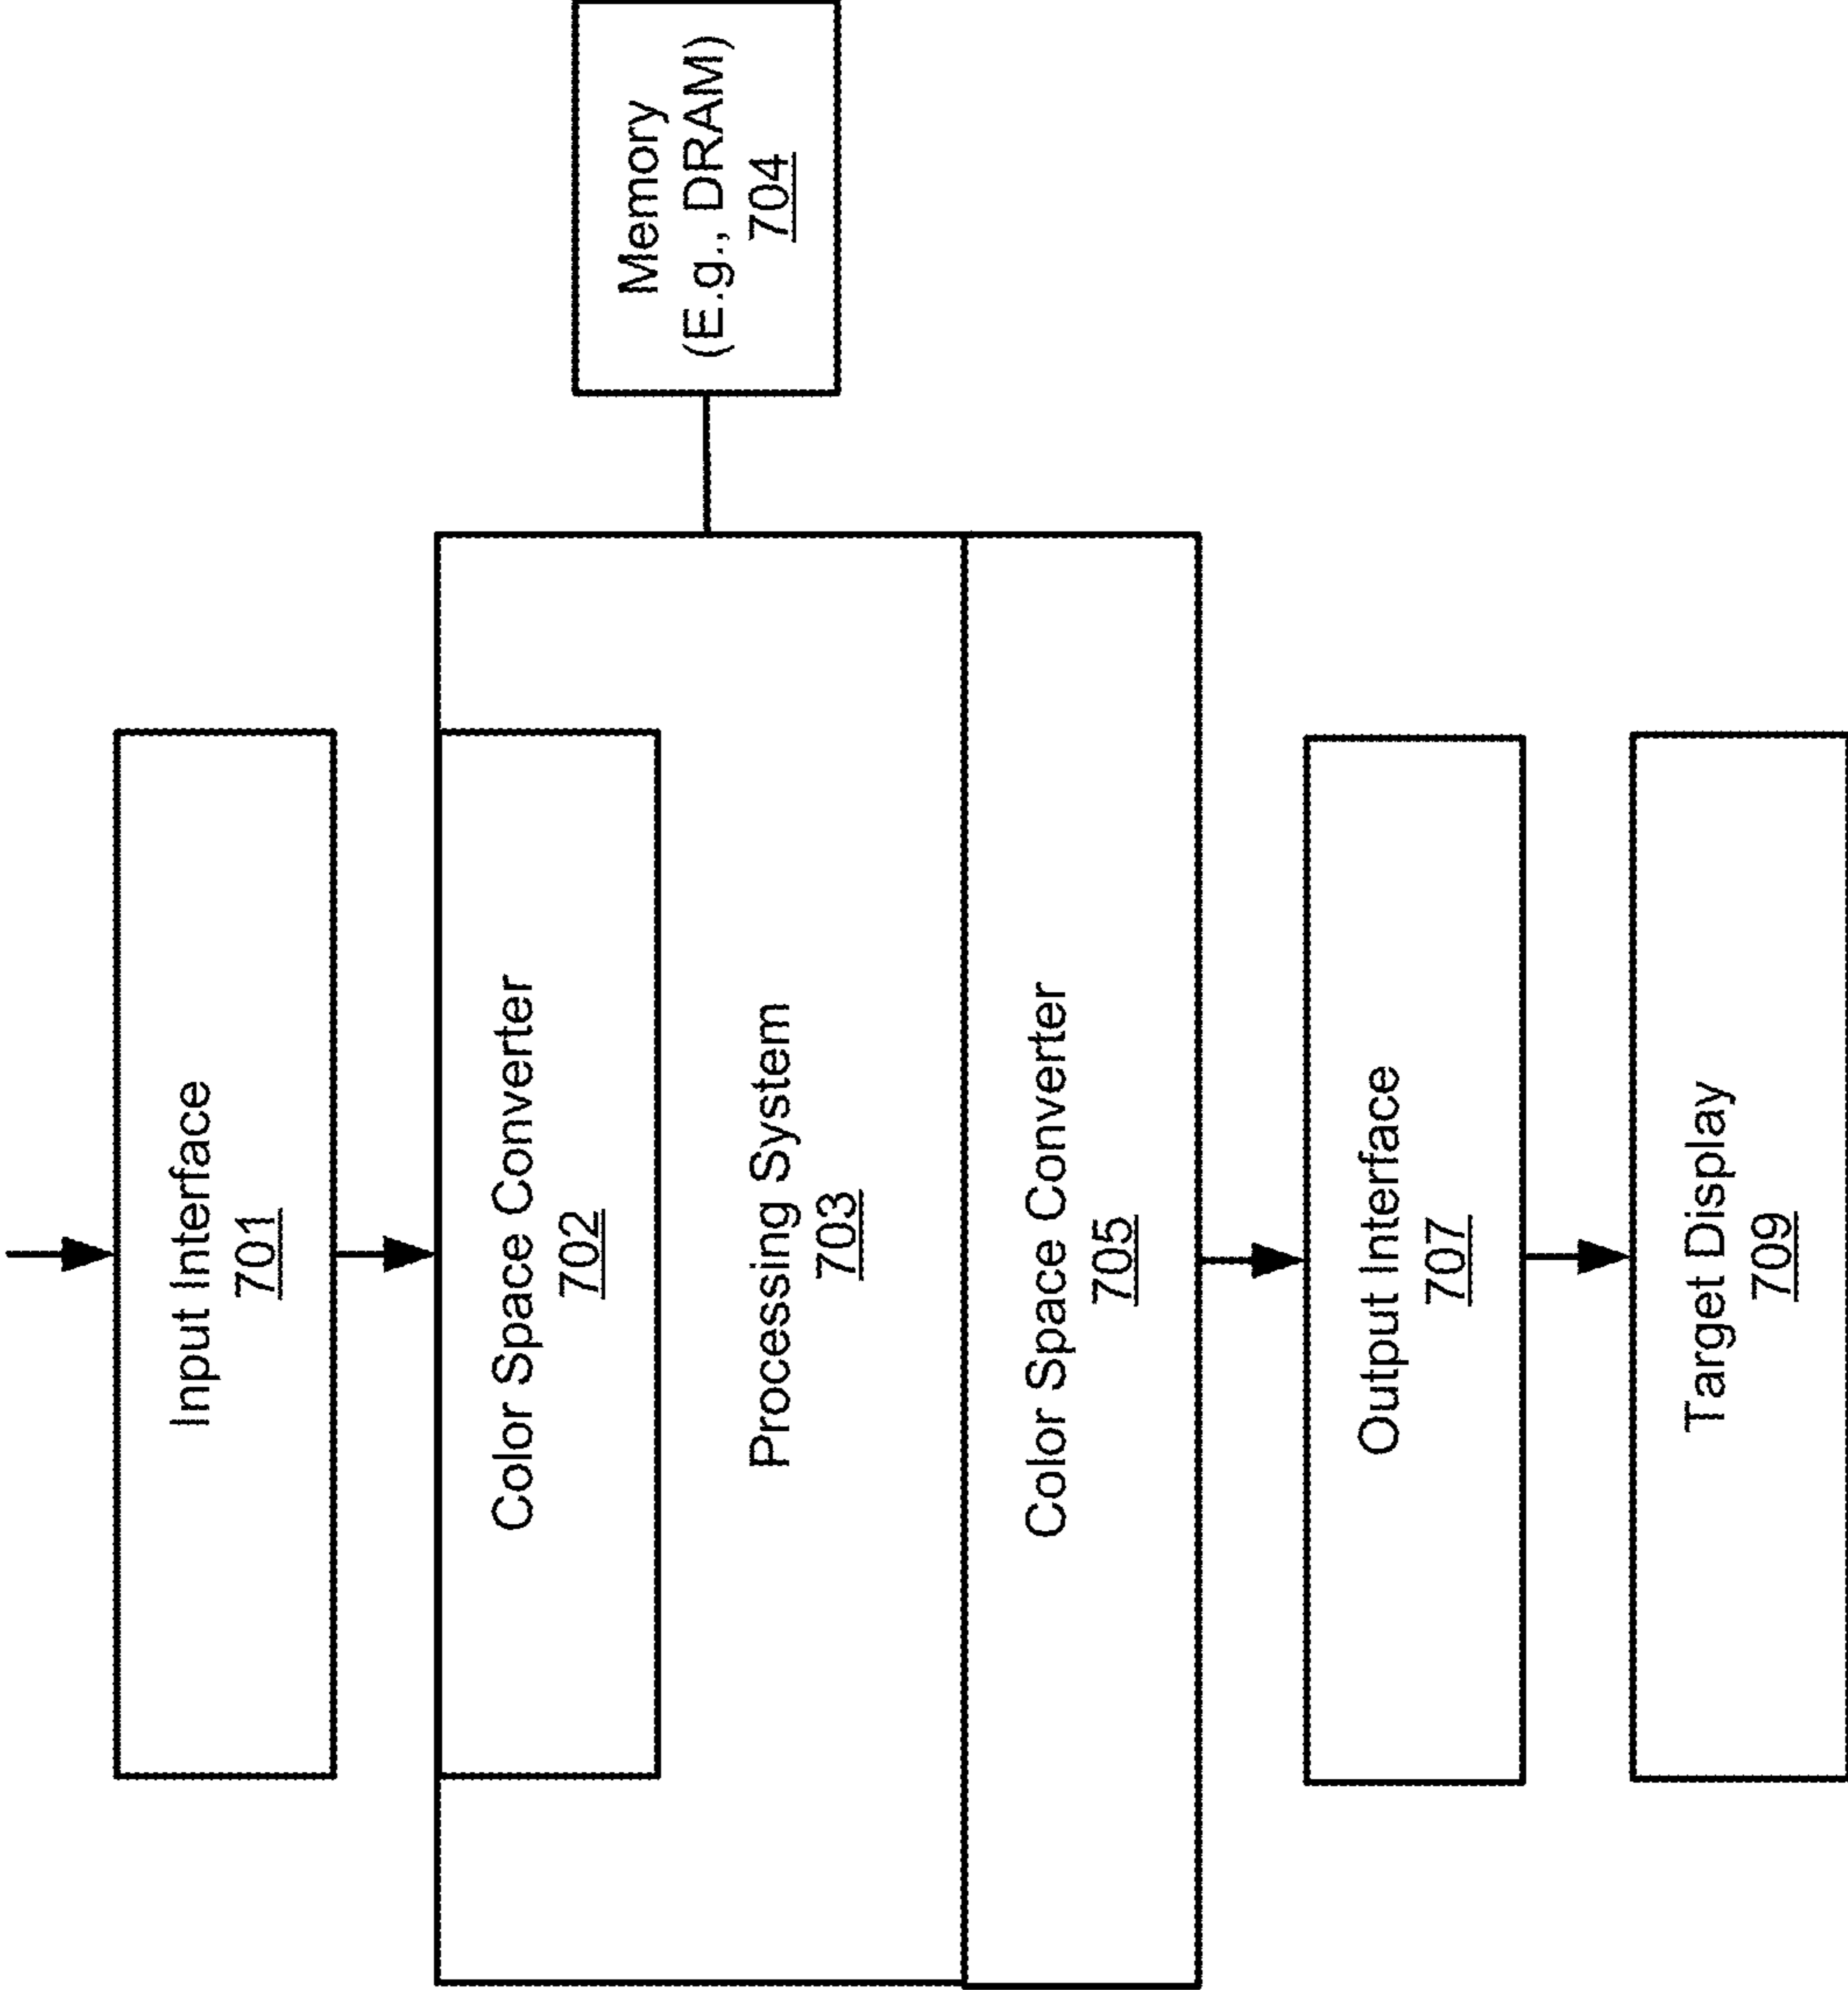 Input Interface
701
Color Space Converter
702
Processing System
703
Memory
(E.g., DRAM)
704
Color Space Converter
705
Output Interface
707
Target Display
709